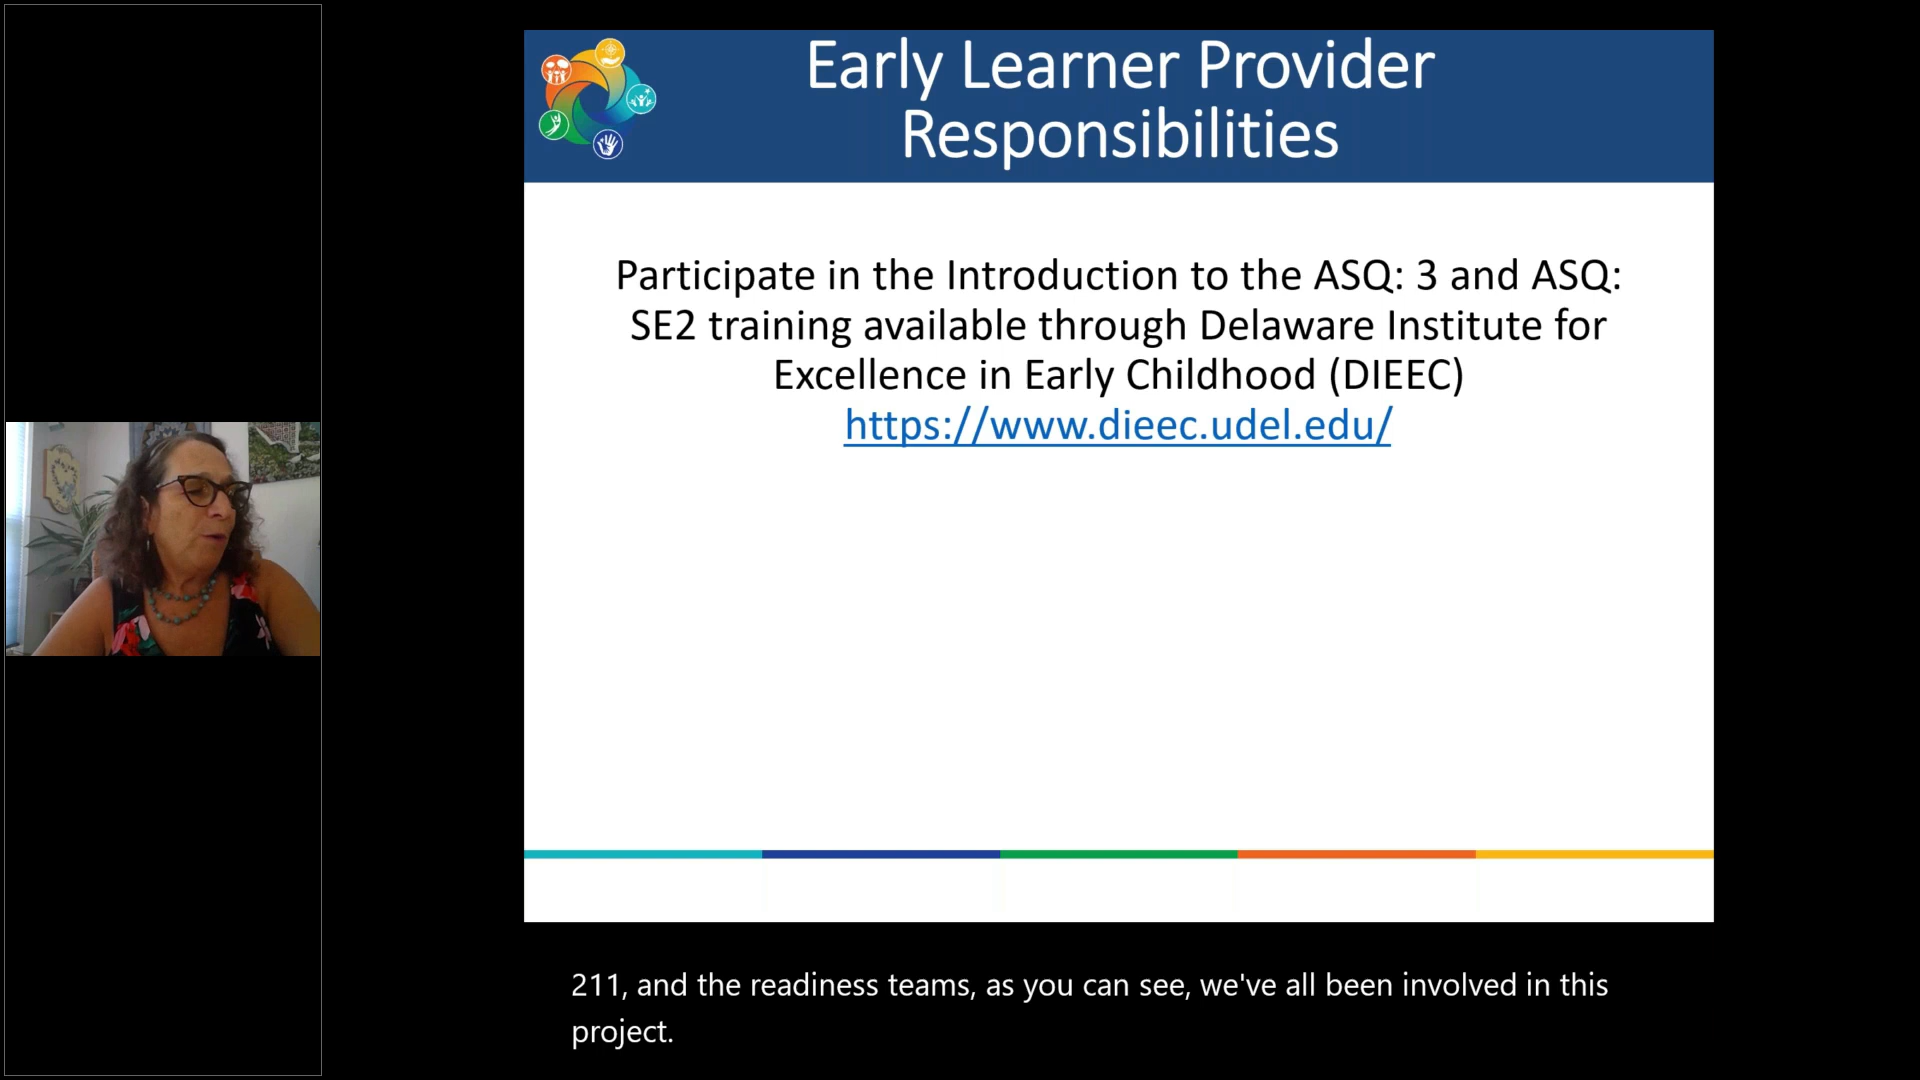 Early Learner Provider
Responsibilities
Participate in the Introduction to the ASQ: 3 and ASQ:
SE2 training available through Delaware Institute for
Excellence in Early Childhood (DIEEC)
https://www.dieec.udel.edu/
211, and the readiness teams, as you can see, we've all been involved in this
project.